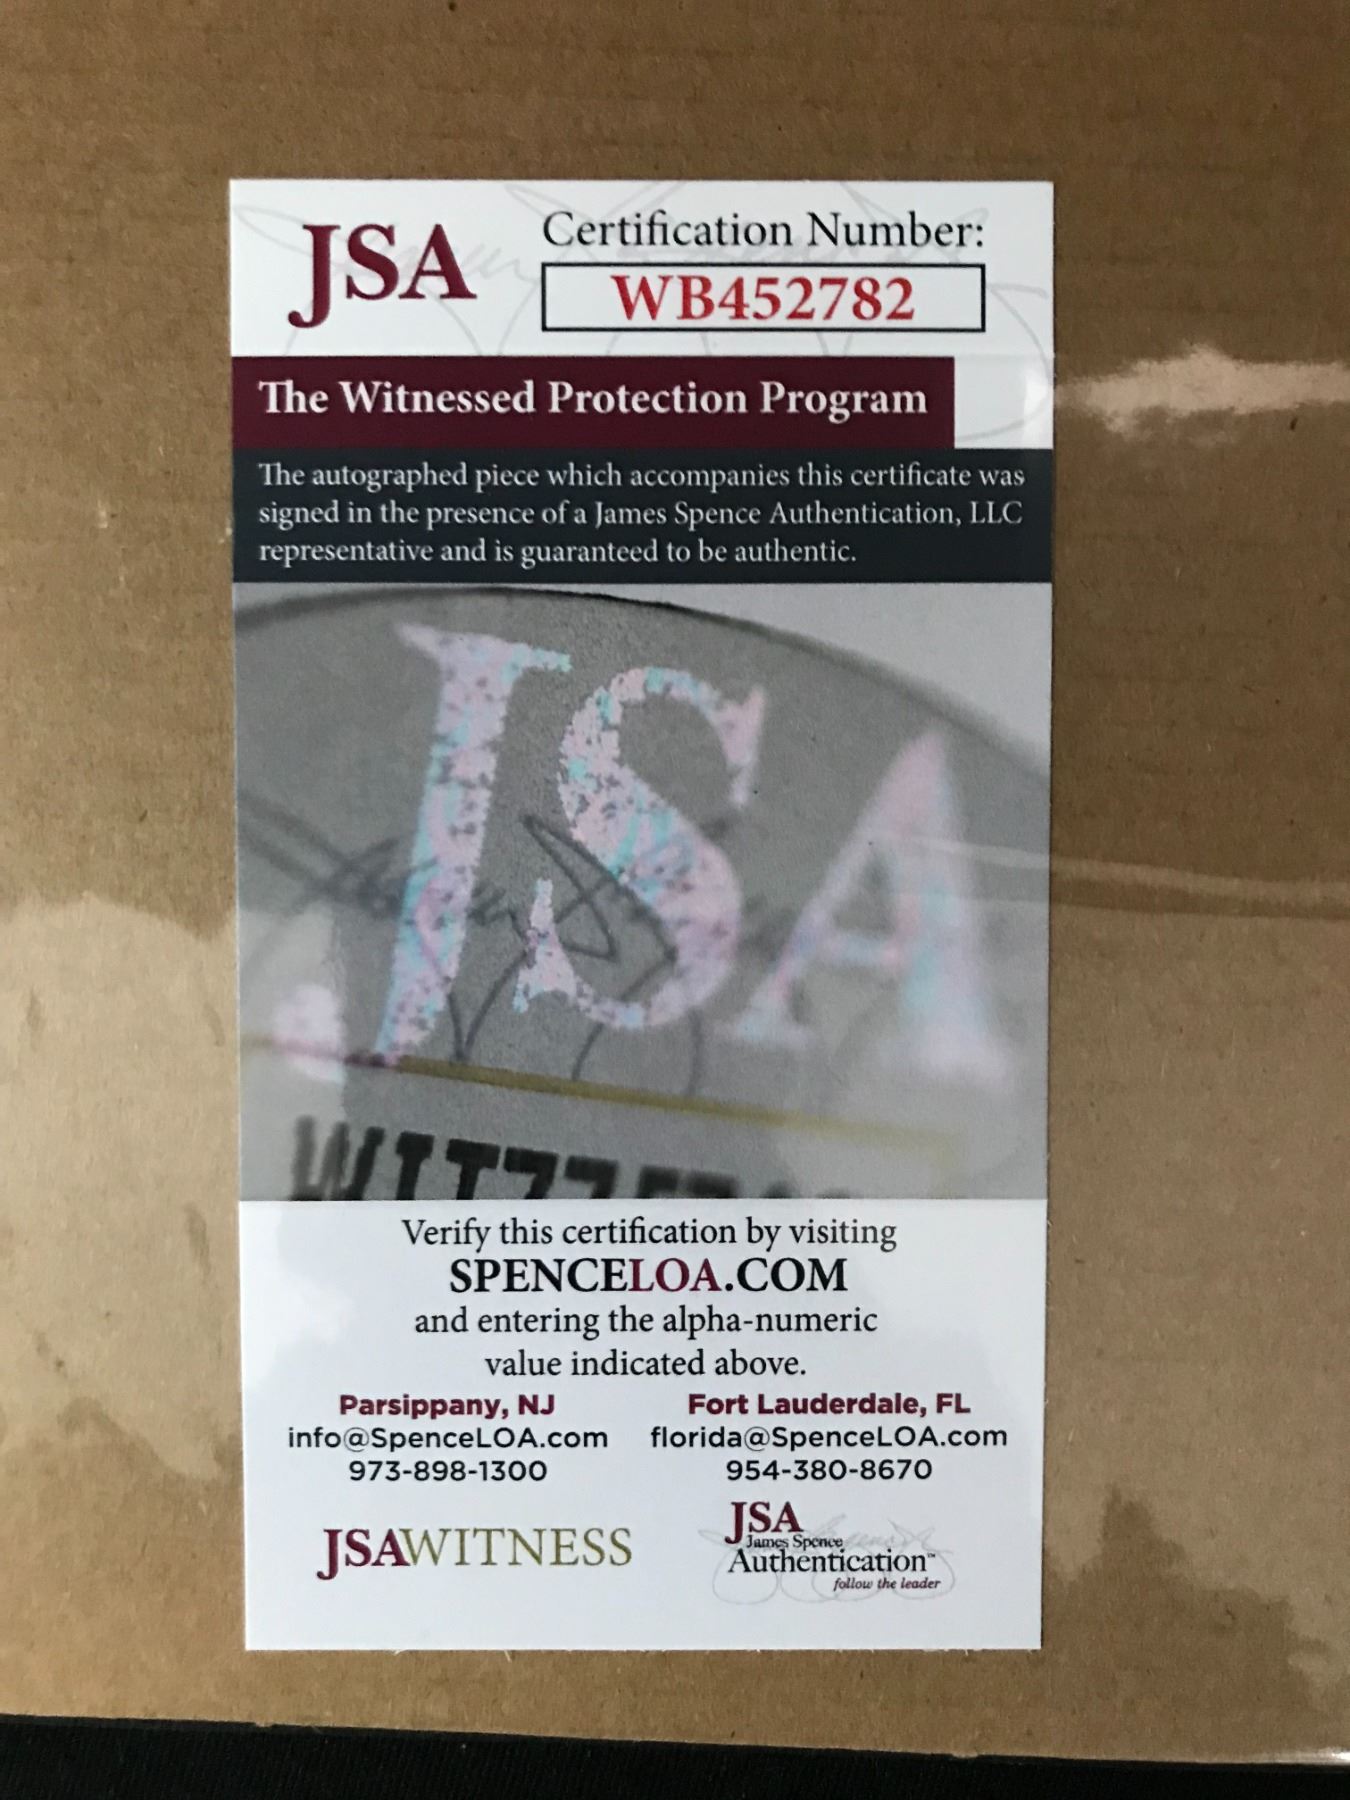 JSA
Certification Number:
WB452782
The Witnessed Protection Program
The autographed piece which accompanies this certificate was
signed in the presence of a James Spence Authentication, LLC
representative and is guaranteed to be authentic.
JSA
Verify this certification by visiting
SPENCELOA.COM
and entering the alpha-numeric
value indicated above.
Parsippany, NJ
info@SpenceLOA.com
973-898-1300
Fort Lauderdale, FL
florida@SpenceLOA.com
954-380-8670
JSAWITNESS
JSA
James Spence
Authentication™
follow the leader